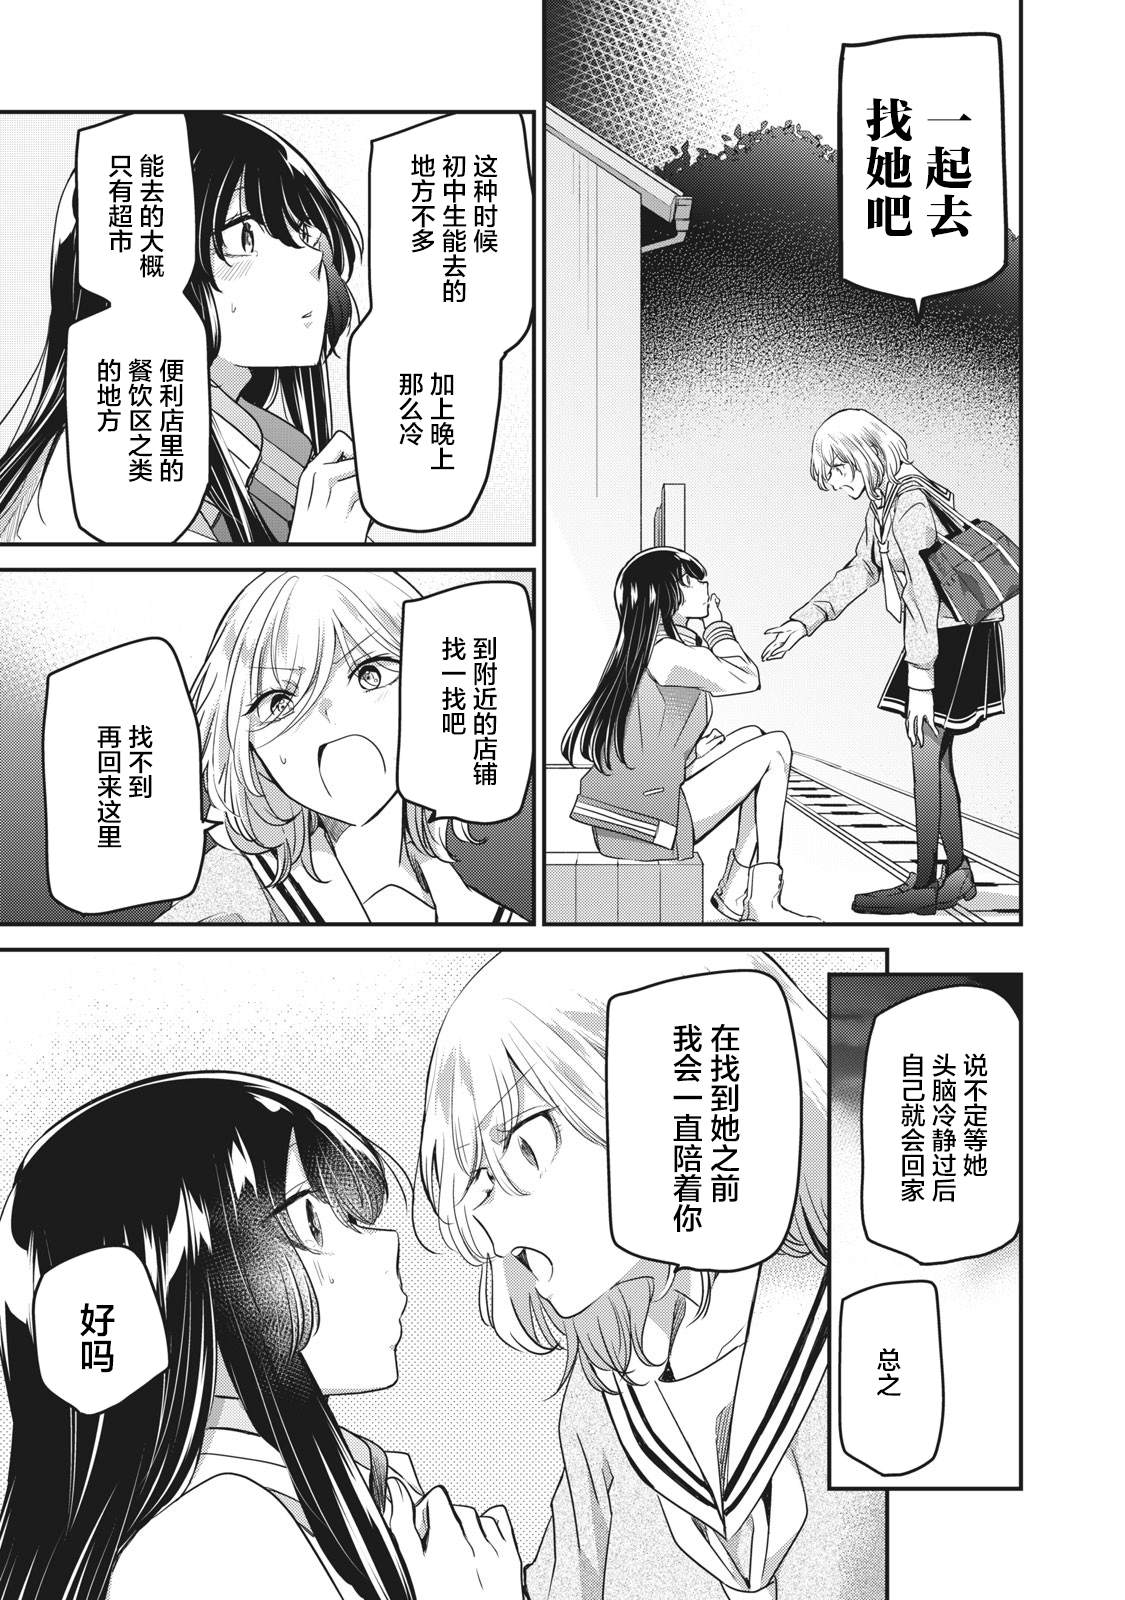 一起去
找她吧
这种时候
初中生能去的
地方不多
加上晚上
那么冷
能去的大概
只有超市
便利店里的
餐饮区之类
的地方
到附近的店铺
找一找吧
找不到
再回来这里
说不定等她
头脑冷静过后
自己就会回家
总之
在找到她之前
我会一直陪着你
好吗